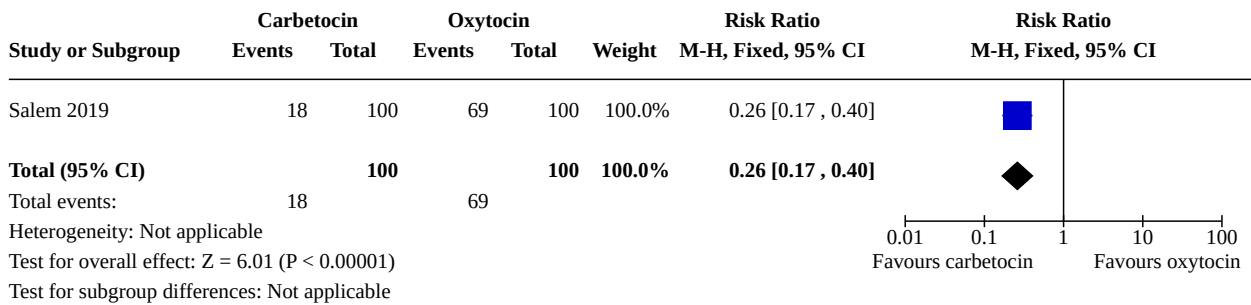 Carbetocin Oxytocin Risk Ratio Risk Ratio
Study or Subgroup Events Total Events Total Weight M-H, Fixed, 95% CI M-H, Fixed, 95% CI
Salem 2019 18 100 69 100 100.0% 0.26 [0.17 , 0.40]
Total (95% CI) 100 100 100.0% 0.26 [0.17 , 0.40]
Total events: 18 69
Heterogeneity: Not applicable
0.01 0.1 1 10 100
Test for overall effect: Z = 6.01 (P < 0.00001)
Favours carbetocin Favours oxytocin
Test for subgroup differences: Not applicable